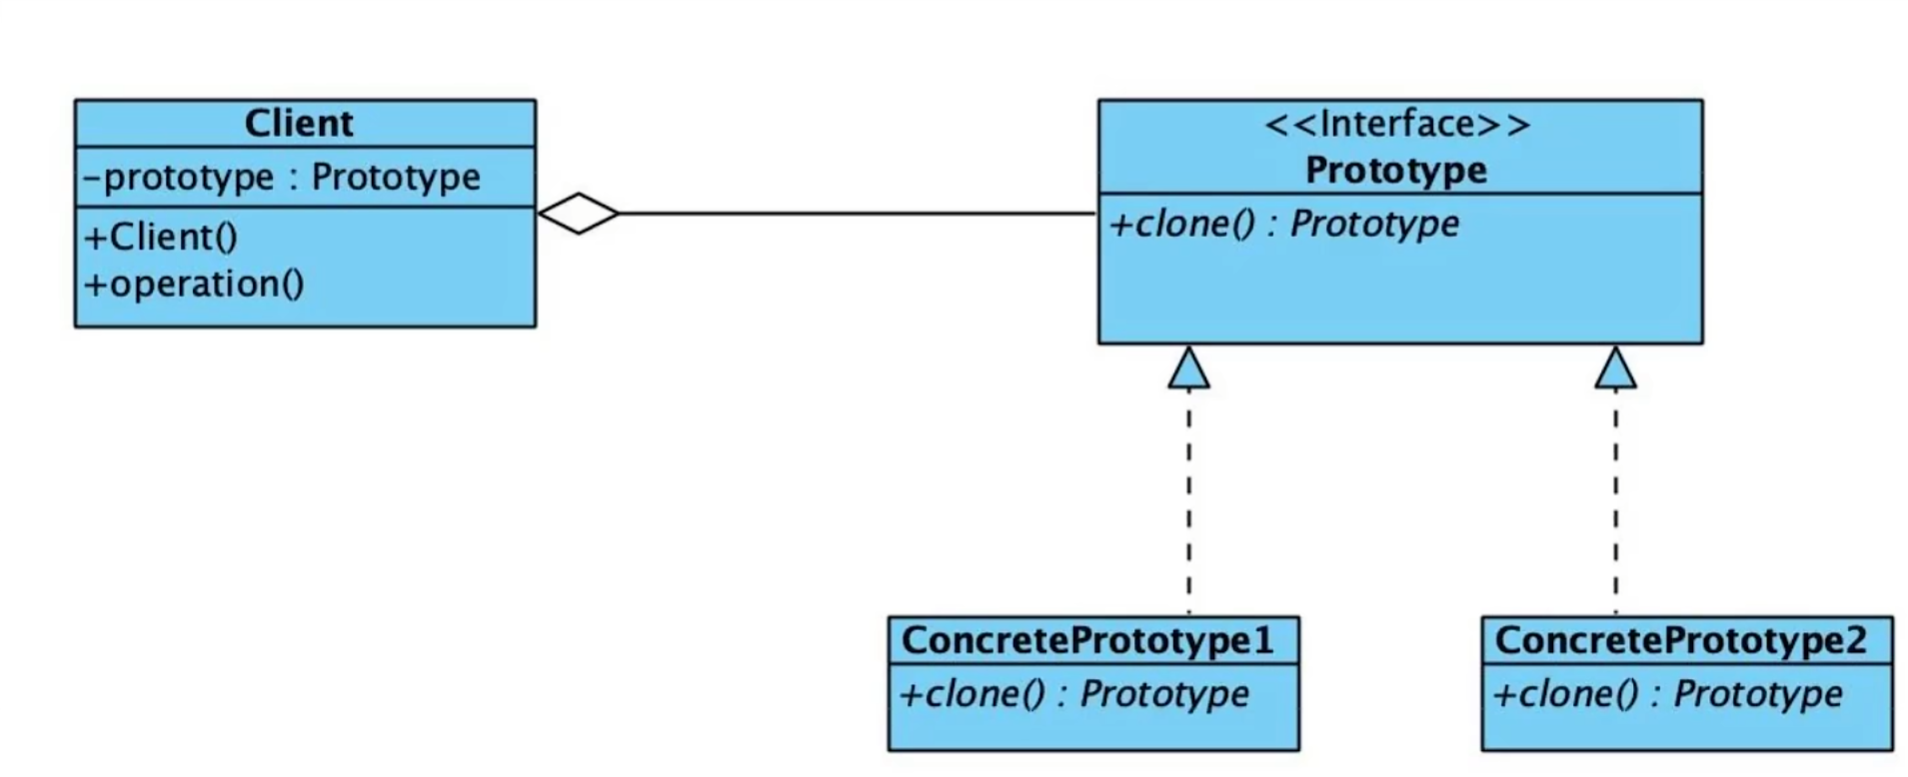 Client
-prototype : Prototype
+Client()
+operation()
<<Interface>>
Prototype
+clone() : Prototype
ConcretePrototype1
+clone() : Prototype
ConcretePrototype2
+clone() : Prototype